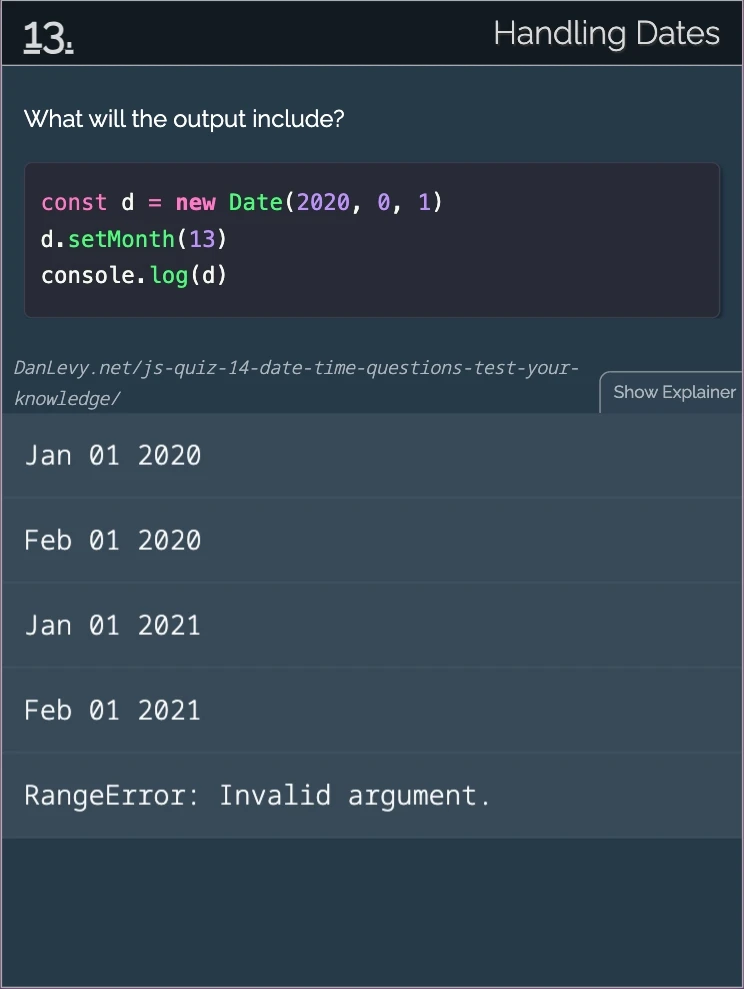 13.
Handling Dates
What will the output include?
const d = new Date(2020, 0, 1)
d.setMonth(13)
console.log(d)
DanLevy.net/js-quiz-14-date-time-questions-test-your-
knowledge/
Show Explainer
Jan 01 2020
Feb 01 2020
Jan 01 2021
Feb 01 2021
RangeError: Invalid argument.